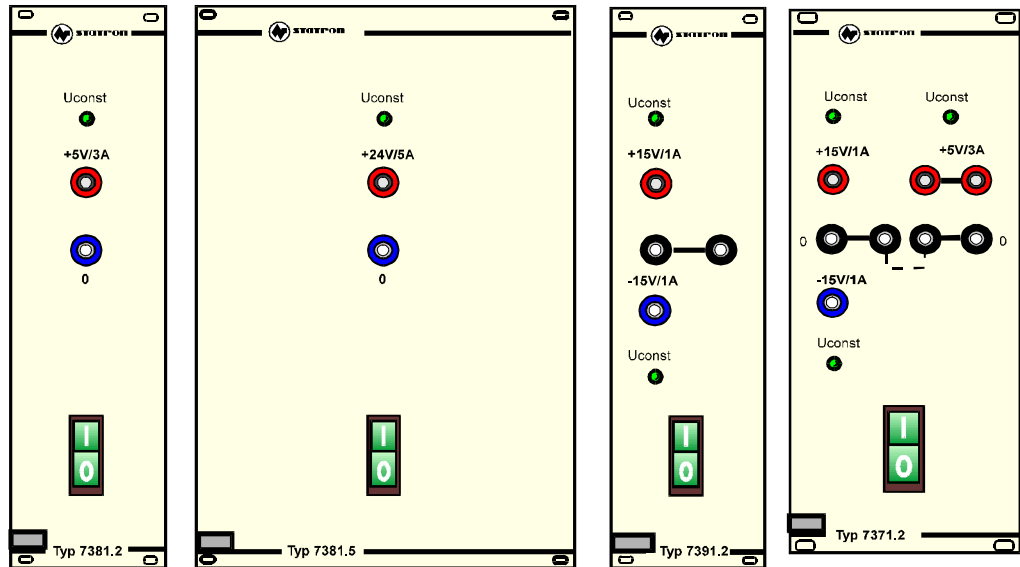 STATRON
Uconst
+5V/3A
0
I
0
Typ 7381.2
STATRON
Uconst
+24V/5A
0
I
0
Typ 7381.5
STATRON
Uconst
+15V/1A
-15V/1A
Uconst
I
0
Typ 7391.2
STATRON
Uconst Uconst
+15V/1A +5V/3A
0 0
-15V/1A
Uconst
I
0
Typ 7371.2